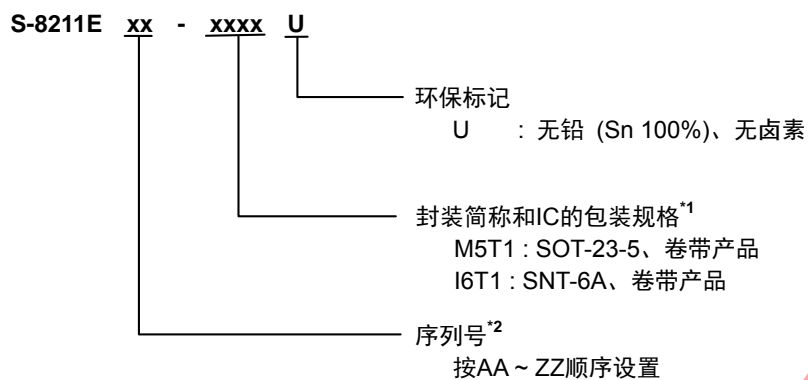 S-8211E xx - xxxx U
环保标记
U : 无铅 (Sn 100%)、无卤素
封装简称和IC的包装规格*1
M5T1 : SOT-23-5、卷带产品
I6T1 : SNT-6A、卷带产品
序列号*2
按AA ~ ZZ顺序设置